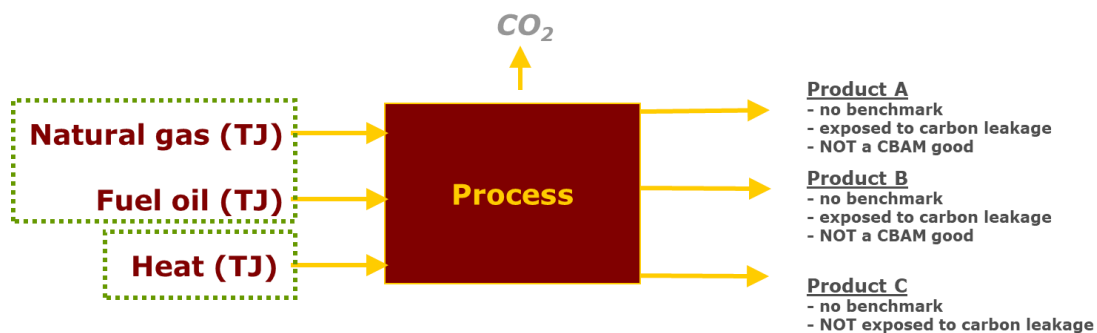 CO2
Natural gas (TJ)
Fuel oil (TJ)
Heat (TJ)
Process
Product A
- no benchmark
- exposed to carbon leakage
- NOT a CBAM good
Product B
- no benchmark
- exposed to carbon leakage
- NOT a CBAM good
Product C
- no benchmark
- NOT exposed to carbon leakage